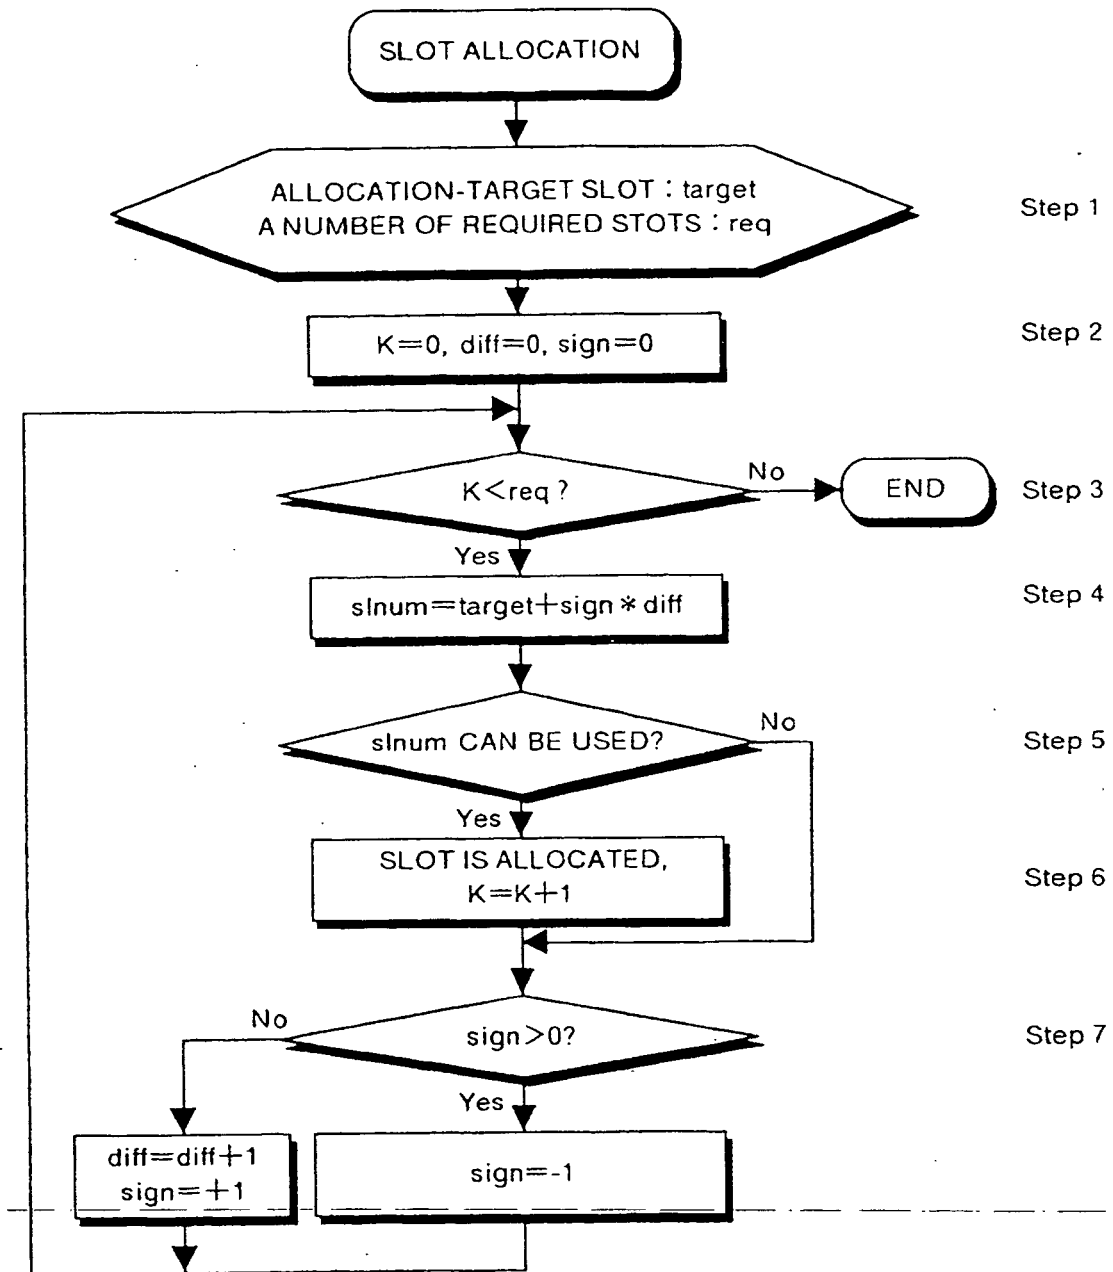 SLOT ALLOCATION
ALLOCATION-TARGET SLOT : target
A NUMBER OF REQUIRED STOTS : req
Step 1
K=0, diff=0, sign=0
Step 2
K<req ?
No
END
Step 3
Yes
slnum=target+sign * diff
Step 4
slnum CAN BE USED?
No
Step 5
Yes
SLOT IS ALLOCATED,
K=K+1
Step 6
No
sign>0?
Step 7
Yes
diff=diff+1
sign=+1
sign=-1